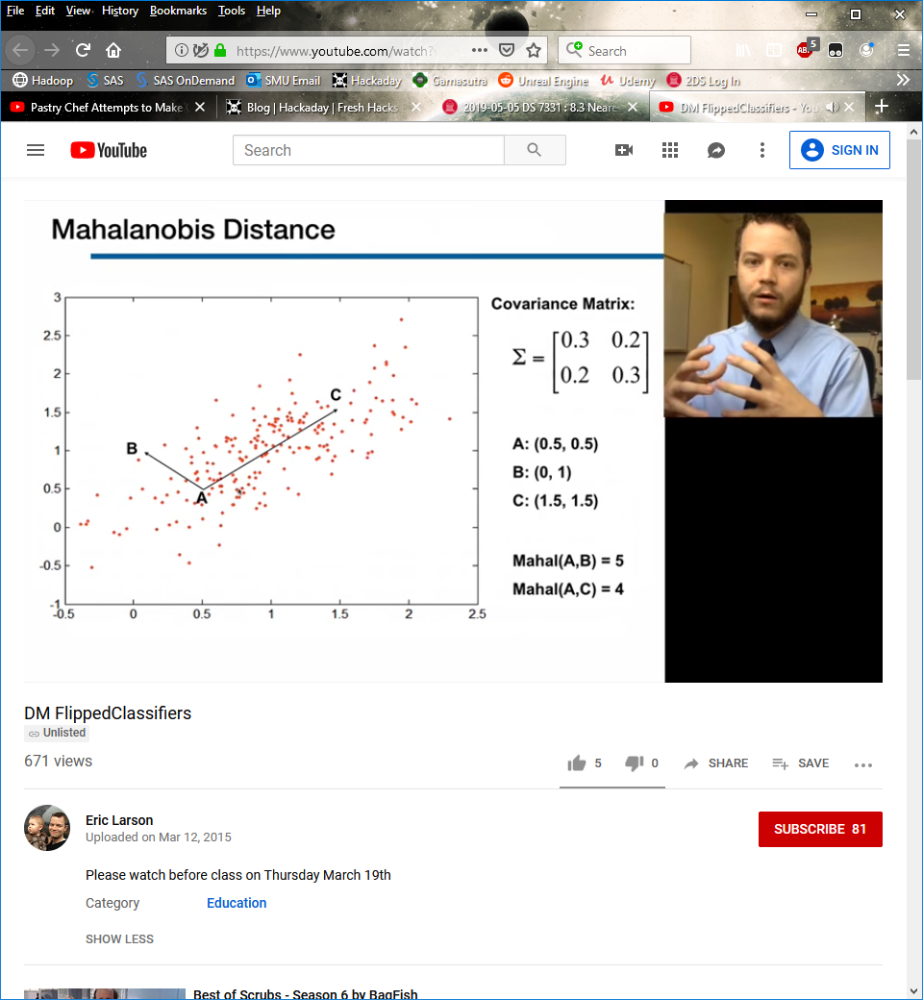 File Edit View History Bookmarks Tools Help
https://www.youtube.com/watch? Search
Hadoop SAS SAS OnDemand SMU Email Hackaday Gamasutra Unreal Engine Udemy 2DS Log In
Pastry Chef Attempts to Make Blog | Hackaday | Fresh Hacks 2019-05-05 DS 7331 : 8.3 Neare DM FlippedClassifiers - You
YouTube Search SIGN IN
Mahalanobis Distance
3
2.5
2
1.5
1
0.5
0
-0.5
-1
-0.5 0 0.5 1 1.5 2 2.5
A
B
C
Covariance Matrix:
Σ = [0.3 0.2
0.2 0.3]
A: (0.5, 0.5)
B: (0, 1)
C: (1.5, 1.5)
Mahal(A,B) = 5
Mahal(A,C) = 4
DM FlippedClassifiers
Unlisted
671 views
5 0 SHARE SAVE
Eric Larson
Uploaded on Mar 12, 2015
SUBSCRIBE 81
Please watch before class on Thursday March 19th
Category Education
SHOW LESS
Best of Scrubs - Season 6 by BagFish